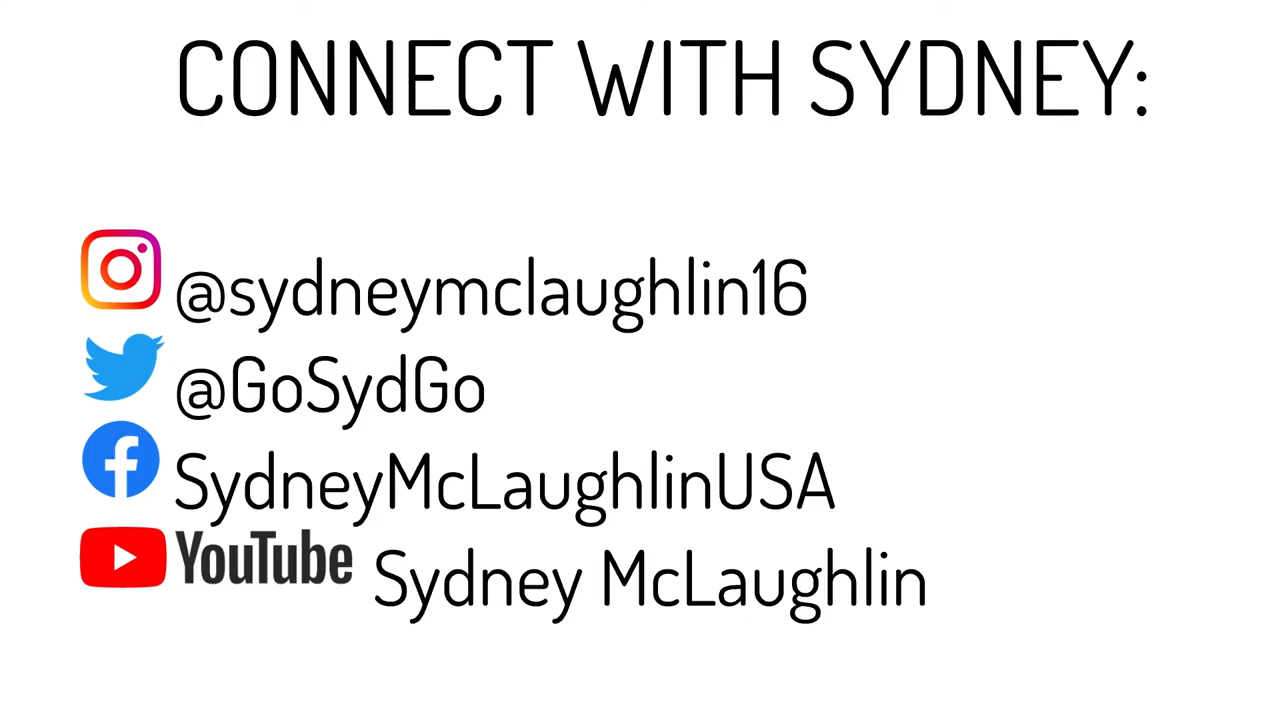 CONNECT WITH SYDNEY:
@sydneymclaughlin16
@GoSydGo
SydneyMcLaughlinUSA
YouTube Sydney McLaughlin